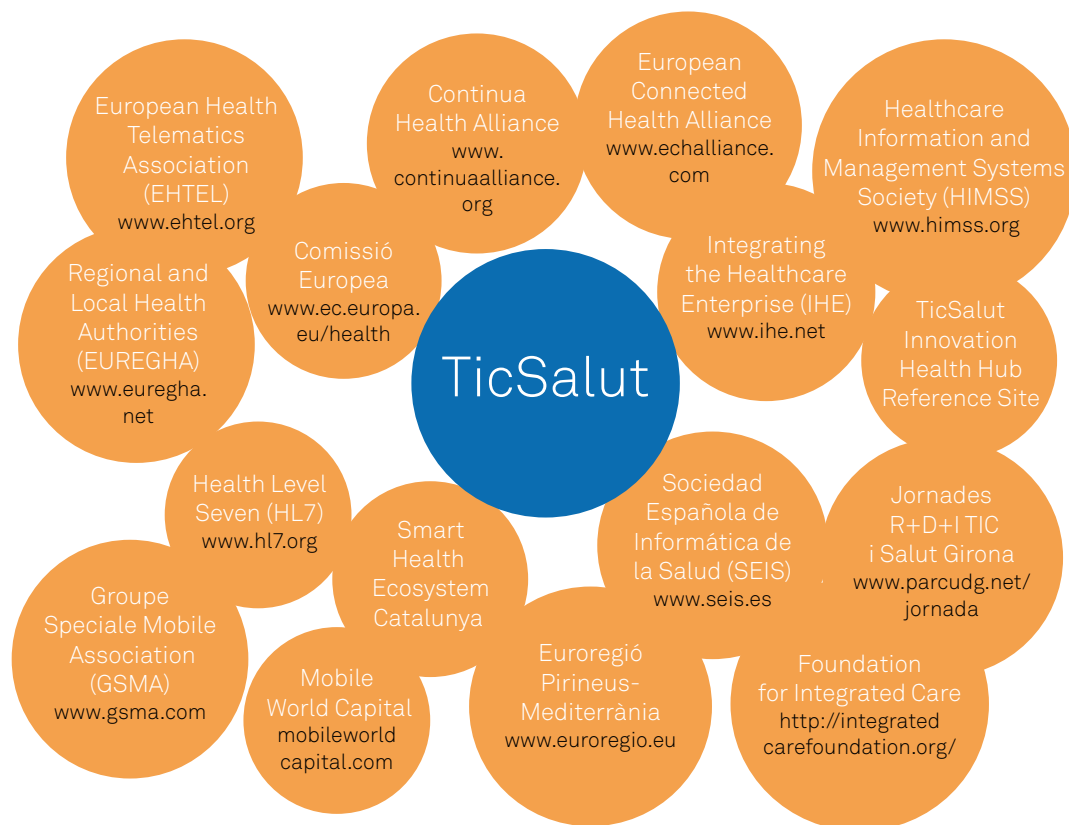 European Health
Telematics
Association
(EHTEL)
www.ehtel.org
Continua
Health Alliance
www.
continuaalliance.
org
European
Connected
Health Alliance
www.echalliance.
com
Healthcare
Information and
Management Systems
Society (HIMSS)
www.himss.org
Regional and
Local Health
Authorities
(EUREGHA)
www.euregha.
net
Comissió
Europea
www.ec.europa.
eu/health
Integrating
the Healthcare
Enterprise (IHE)
www.ihe.net
TicSalut
Innovation
Health Hub
Reference Site
TicSalut
Health Level
Seven (HL7)
www.hl7.org
Smart
Health
Ecosystem
Catalunya
Sociedad
Española de
Informática de
la Salud (SEIS)
www.seis.es
Jornades
R+D+I TIC
i Salut Girona
www.parcudg.net/
jornada
Groupe
Speciale Mobile
Association
(GSMA)
www.gsma.com
Mobile
World Capital
mobileworld
capital.com
Euroregió
Pirineus-
Mediterrània
www.euroregio.eu
Foundation
for Integrated Care
http://integrated
carefoundation.org/